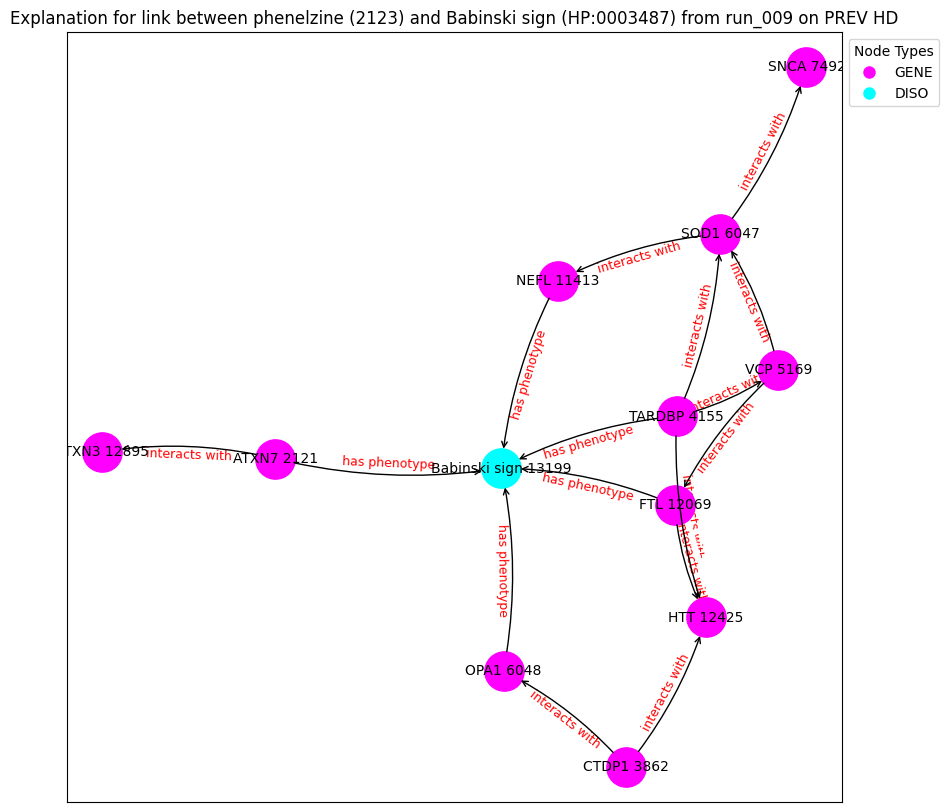 Explanation for link between phenelzine (2123) and Babinski sign (HP:0003487) from run_009 on PREV HD
Node Types
GENE
DISO
SNCA 7492
interacts with
SOD1 6047
interacts with
NEFL 11413
interacts with
interacts with
has phenotype
VCP 5169
interacts with
TARDBP 4155
has phenotype
interacts with
TXN3 12895
interacts with
ATXN7 2121
has phenotype
Babinski sign 13199
has phenotype
FTL 12069
interacts with
interacts with
has phenotype
HTT 12425
interacts with
OPA1 6048
interacts with
CTDP1 3862